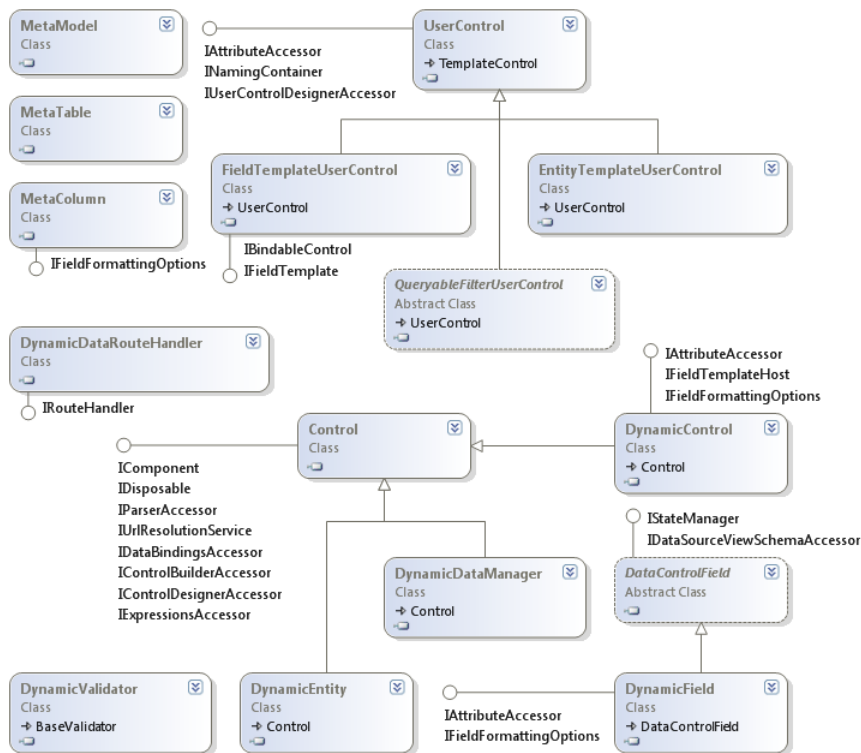 MetaModel
Class
MetaTable
Class
MetaColumn
Class
IFieldFormattingOptions
IAttributeAccessor
INamingContainer
IUserControlDesignerAccessor
UserControl
Class
TemplateControl
FieldTemplateUserControl
Class
UserControl
IBindableControl
IFieldTemplate
EntityTemplateUserControl
Class
UserControl
QueryableFilterUserControl
Abstract Class
UserControl
DynamicDataRouteHandler
Class
IRouteHandler
IAttributeAccessor
IFieldTemplateHost
IFieldFormattingOptions
Control
Class
IComponent
IDisposable
IParserAccessor
IUrlResolutionService
IDataBindingsAccessor
IControlBuilderAccessor
IControlDesignerAccessor
IExpressionsAccessor
DynamicControl
Class
Control
IStateManager
IDataSourceViewSchemaAccessor
DynamicDataManager
Class
Control
DataControlField
Abstract Class
DynamicValidator
Class
BaseValidator
DynamicEntity
Class
Control
IAttributeAccessor
IFieldFormattingOptions
DynamicField
Class
DataControlField